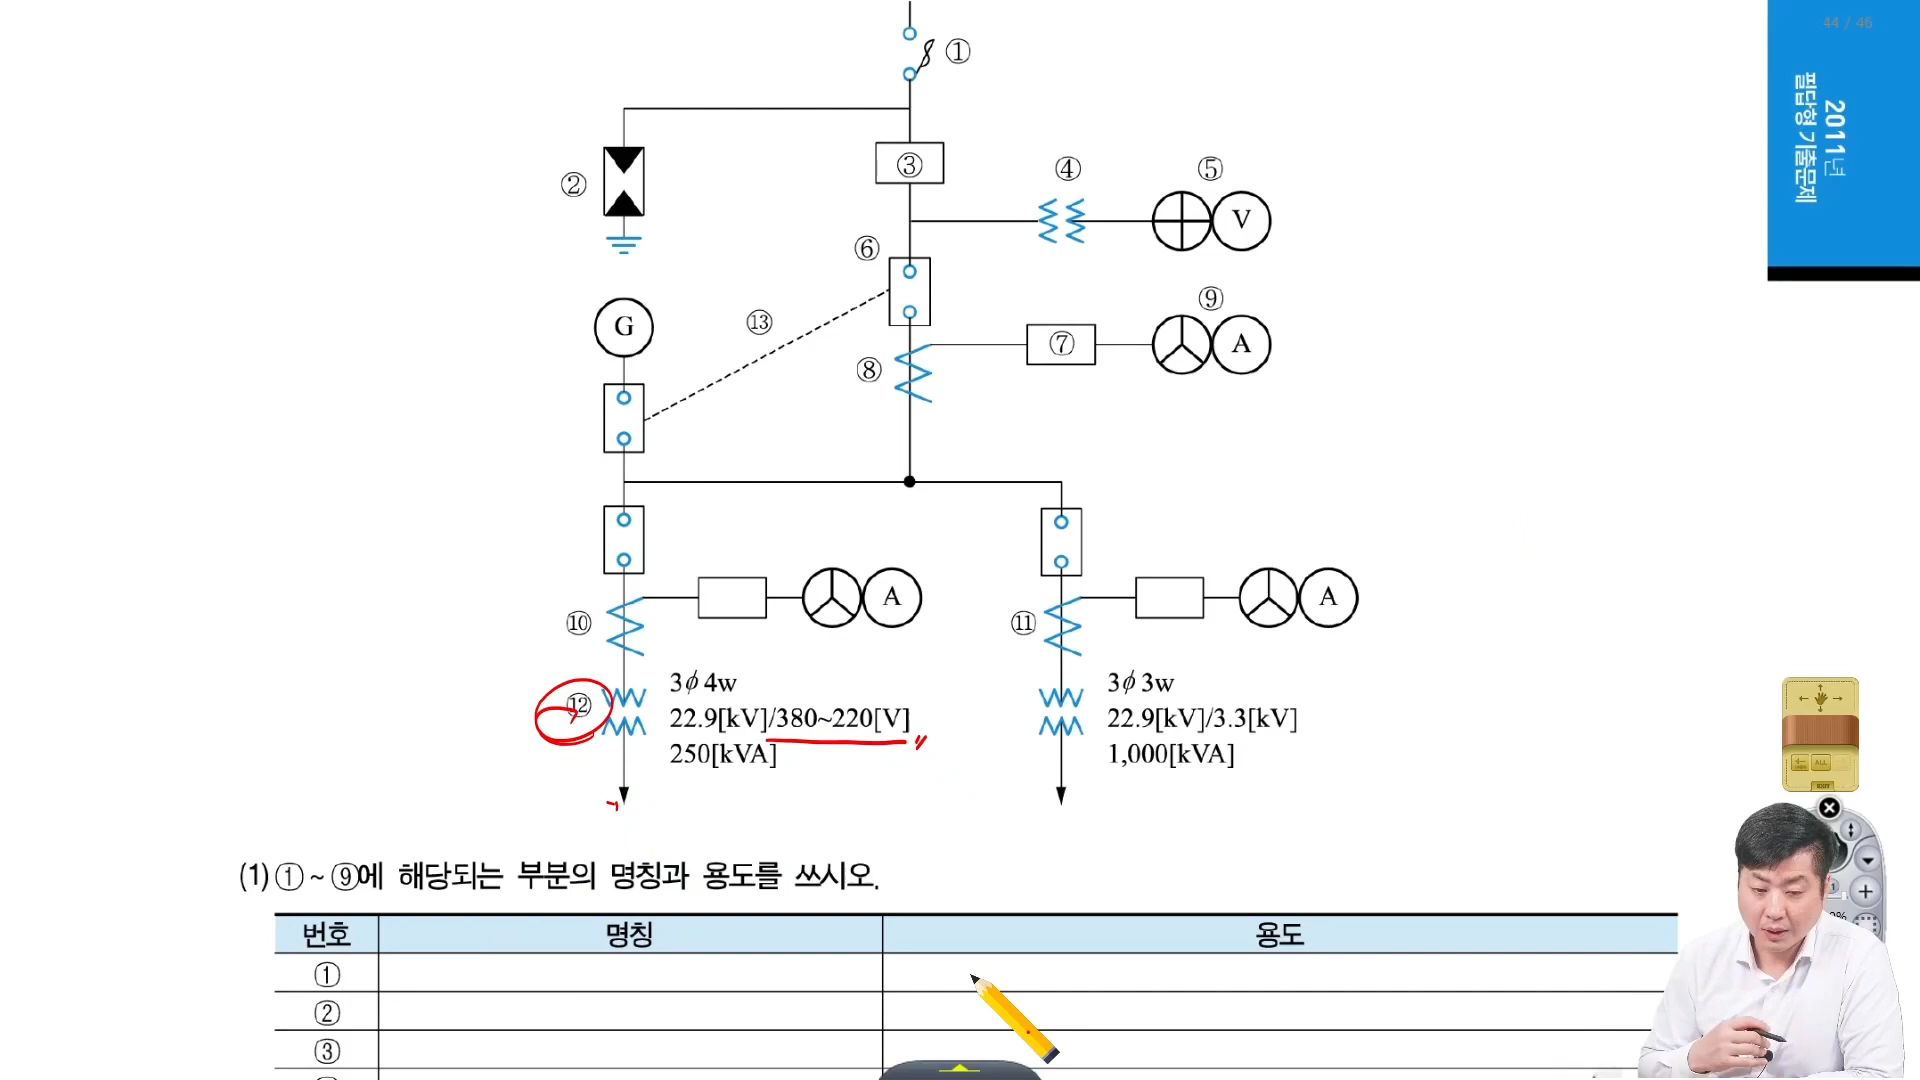 44 / 46
2011년
필답형 기출문제
①
②
③
④
⑤
V
⑥
⑬
G
⑨
⑦
A
⑧
⑩
A
⑪
A
⑫
3φ 4w
22.9[kV]/380~220[V]
250[kVA]
3φ 3w
22.9[kV]/3.3[kV]
1,000[kVA]
(1) ①~⑨에 해당되는 부분의 명칭과 용도를 쓰시오.
번호 명칭 용도
①
②
③
ALL